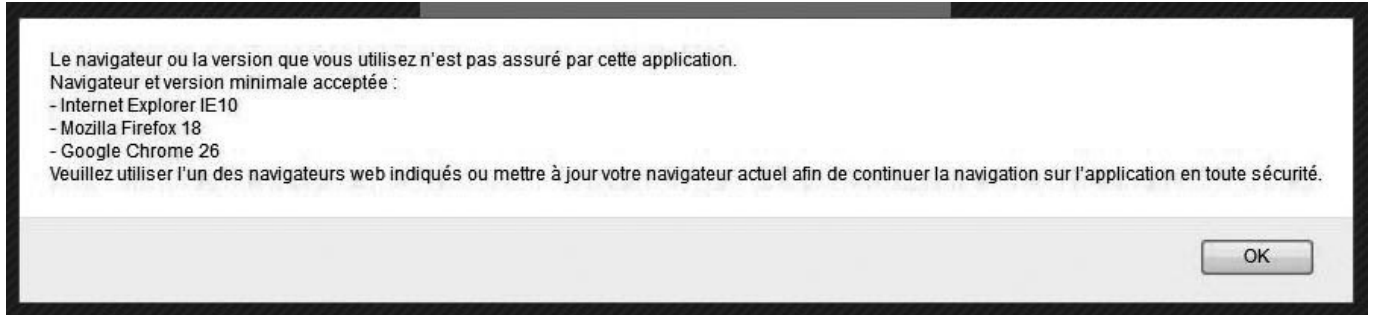 Le navigateur ou la version que vous utilisez n'est pas assuré par cette application.
Navigateur et version minimale acceptée :
- Internet Explorer IE10
- Mozilla Firefox 18
- Google Chrome 26
Veuillez utiliser l'un des navigateurs web indiqués ou mettre à jour votre navigateur actuel afin de continuer la navigation sur l'application en toute sécurité.
OK